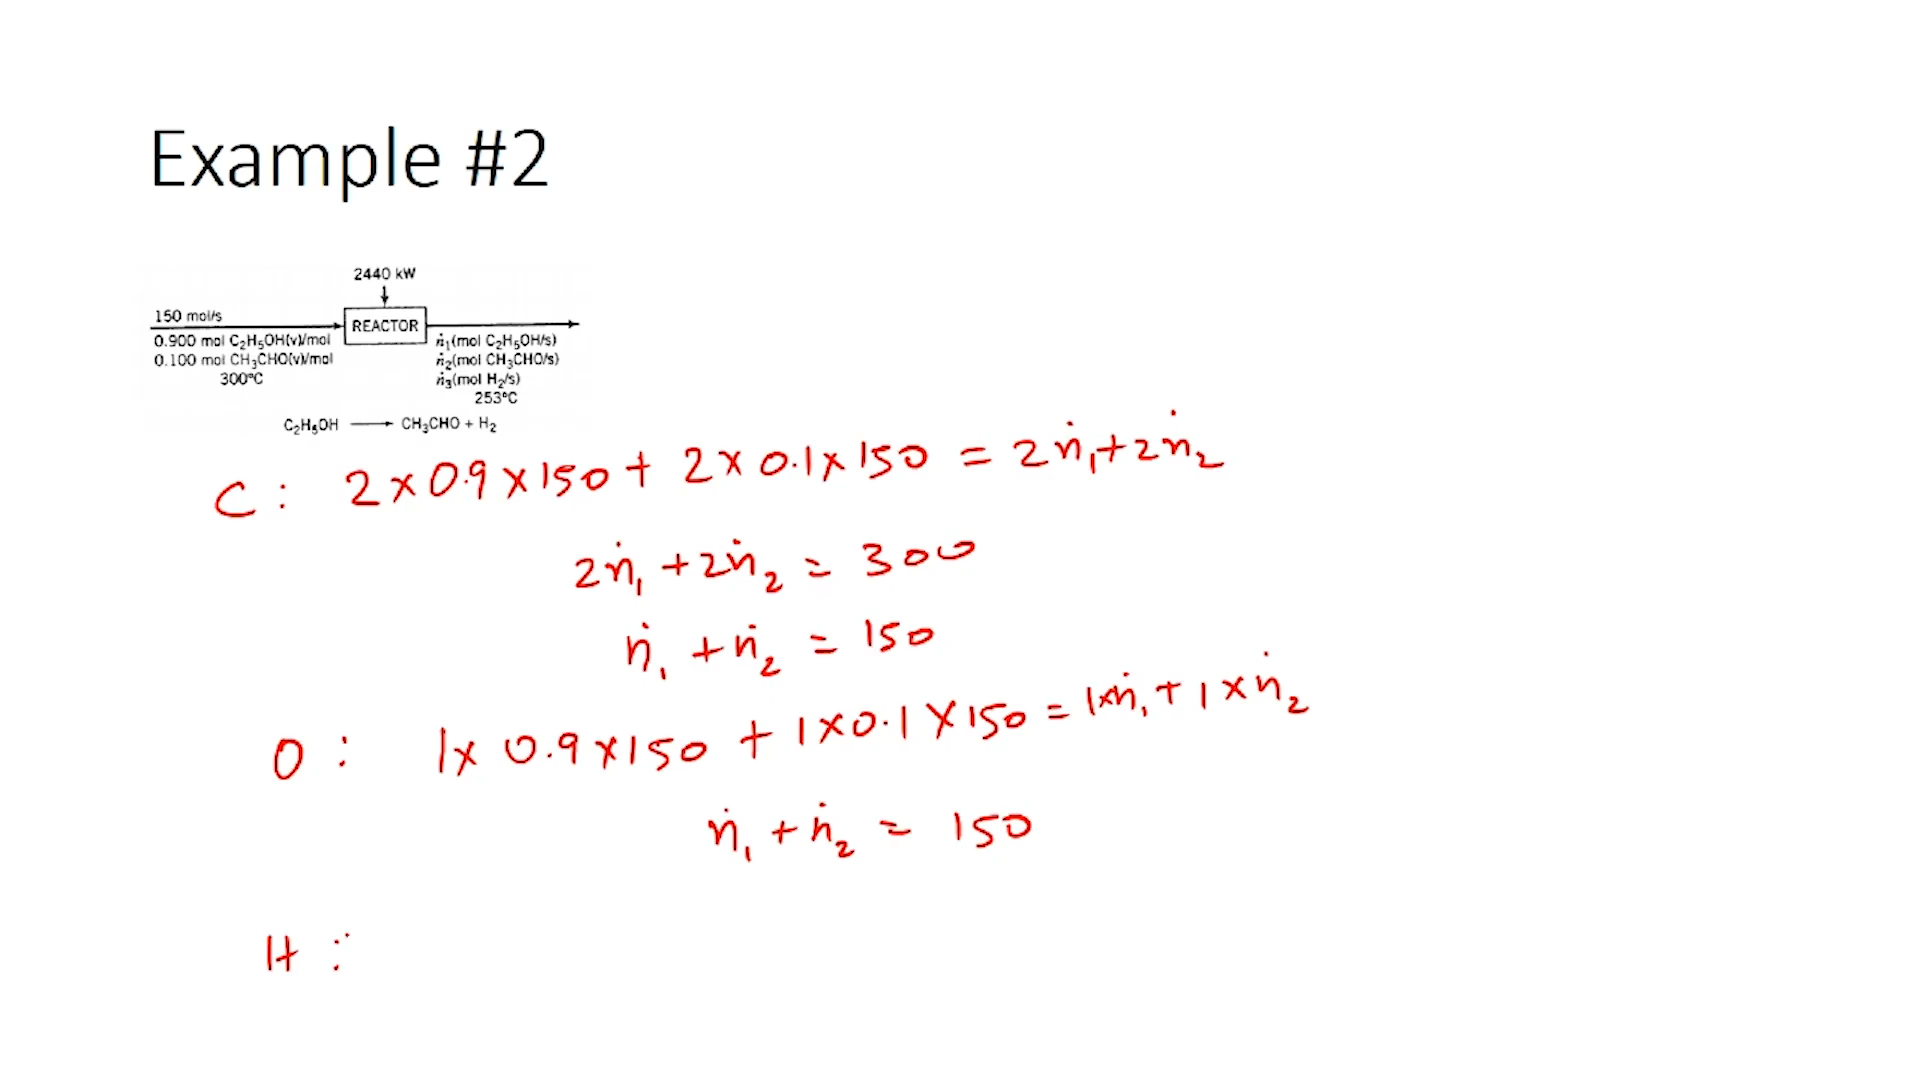 Example #2
2440 kW
150 mol/s
REACTOR
0.900 mol C₂H₅OH(v)/mol
0.100 mol CH₃CHO(v)/mol
300°C
ṅ₁(mol C₂H₅OH/s)
ṅ₂(mol CH₃CHO/s)
ṅ₃(mol H₂/s)
253°C
C₂H₅OH ⟶ CH₃CHO + H₂
C : 2 × 0.9 × 150 + 2 × 0.1 × 150 = 2ṅ₁ + 2ṅ₂
2ṅ₁ + 2ṅ₂ = 300
ṅ₁ + ṅ₂ = 150
O : 1 × 0.9 × 150 + 1 × 0.1 × 150 = 1 × ṅ₁ + 1 × ṅ₂
ṅ₁ + ṅ₂ = 150
H :